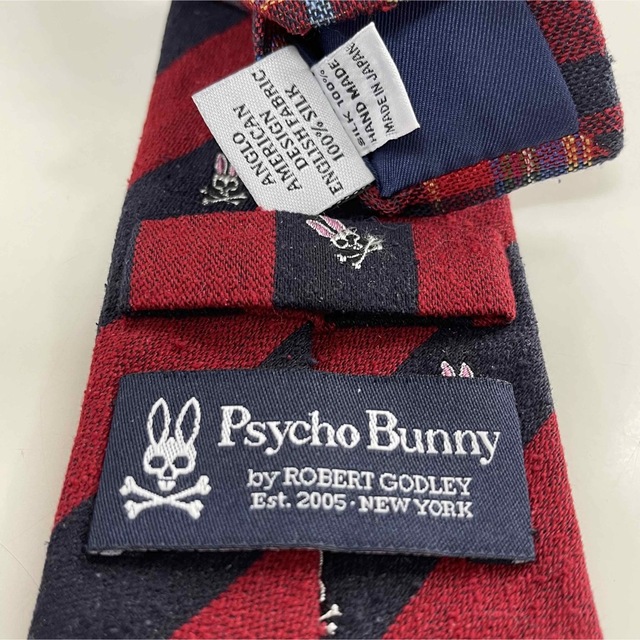 ANGLO
AMERICAN
DESIGN
ENGLISH FABRIC
100% SILK
SILK 100%
HAND MADE
MADE IN JAPAN
Psycho Bunny
by ROBERT GODLEY
Est. 2005 · NEW YORK